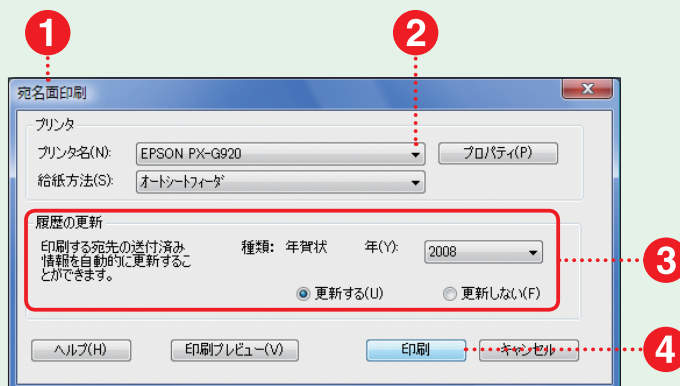 1
2
宛名面印刷
プリンタ
プリンタ名(N):
EPSON PX-G920
プロパティ(P)
給紙方法(S):
オートシートフィーダ
履歴の更新
印刷する宛先の送付済み
情報を自動的に更新するこ
とができます。
種類: 年賀状
年(Y):
2008
3
更新する(U)
更新しない(F)
ヘルプ(H)
印刷プレビュー(V)
印刷
キャンセル
4